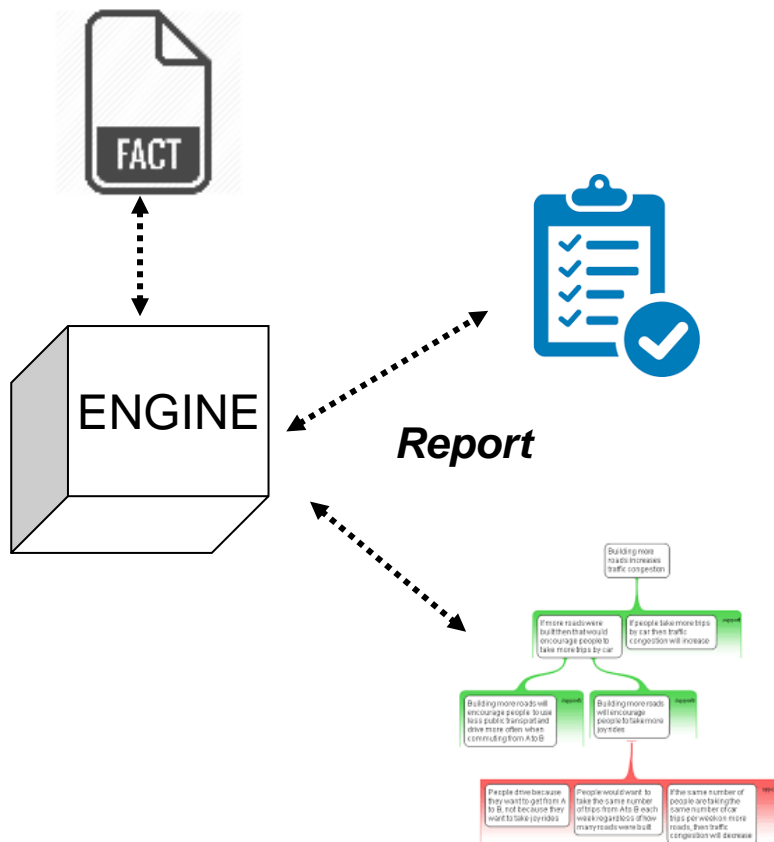 FACT
ENGINE
Report
Building more
roads increases
traffic congestion
If more roads were
built then that would
encourage people to
take more trips by car
If people take more trips
by car then traffic
congestion will increase
support
Building more roads will
encourage people to use
less public transport and
drive more often when
commuting from A to B
support
Building more roads
will encourage
people to take more
joyrides
support
People drive because
they want to get from A
to B, not because they
want to take joyrides
People would want to
take the same number
of trips from A to B each
week regardless of how
many roads were built
If the same number of
people are taking the
same number of car
trips per week on more
roads, then traffic
congestion will decrease